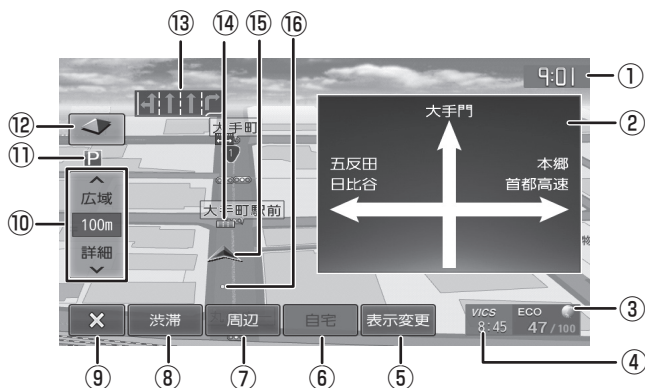 ⑬
⑭
⑮
⑯
9:01
①
大手門
②
五反田
日比谷
本郷
首都高速
大手町
1
大手町駅前
⑫
⑪
P
⑩
広域
100m
詳細
×
渋滞
周辺
自宅
表示変更
VICS
8:45
ECO
47/100
③
④
⑨
⑧
⑦
⑥
⑤